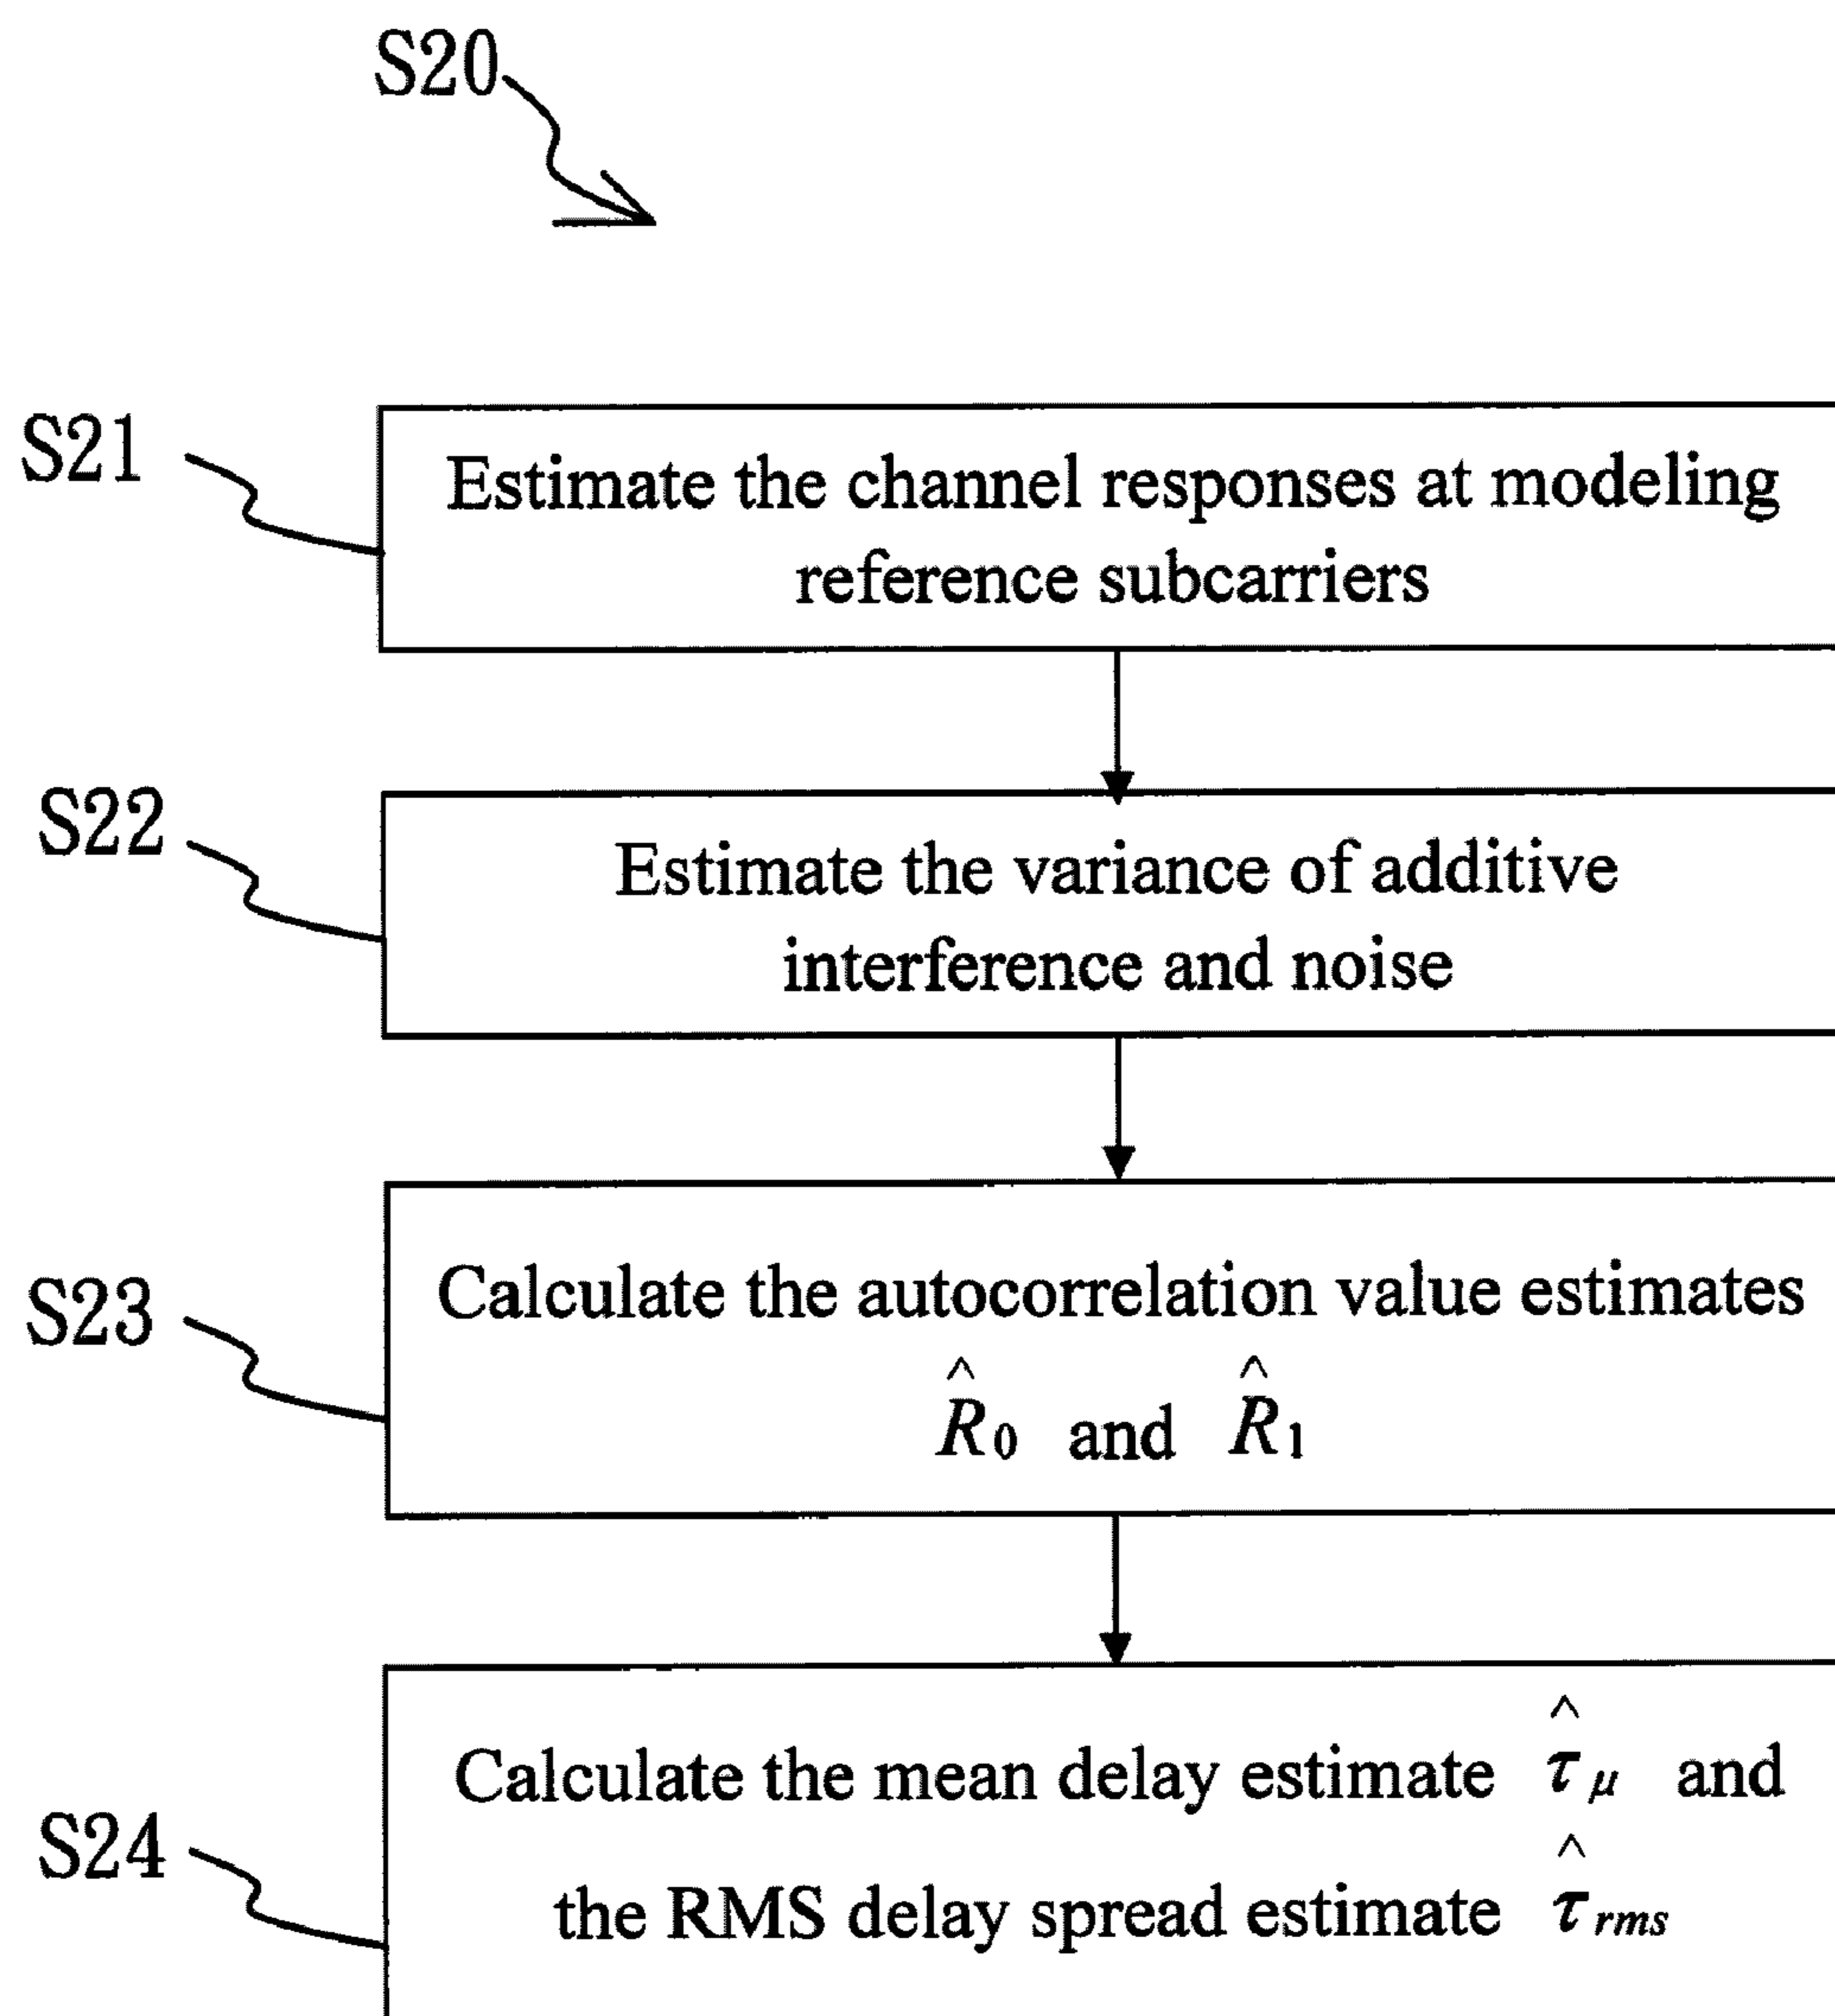 S20
S21
Estimate the channel responses at modeling
reference subcarriers
S22
Estimate the variance of additive
interference and noise
S23
Calculate the autocorrelation value estimates
R̂0 and R̂1
S24
Calculate the mean delay estimate τ̂μ and
the RMS delay spread estimate τ̂rms